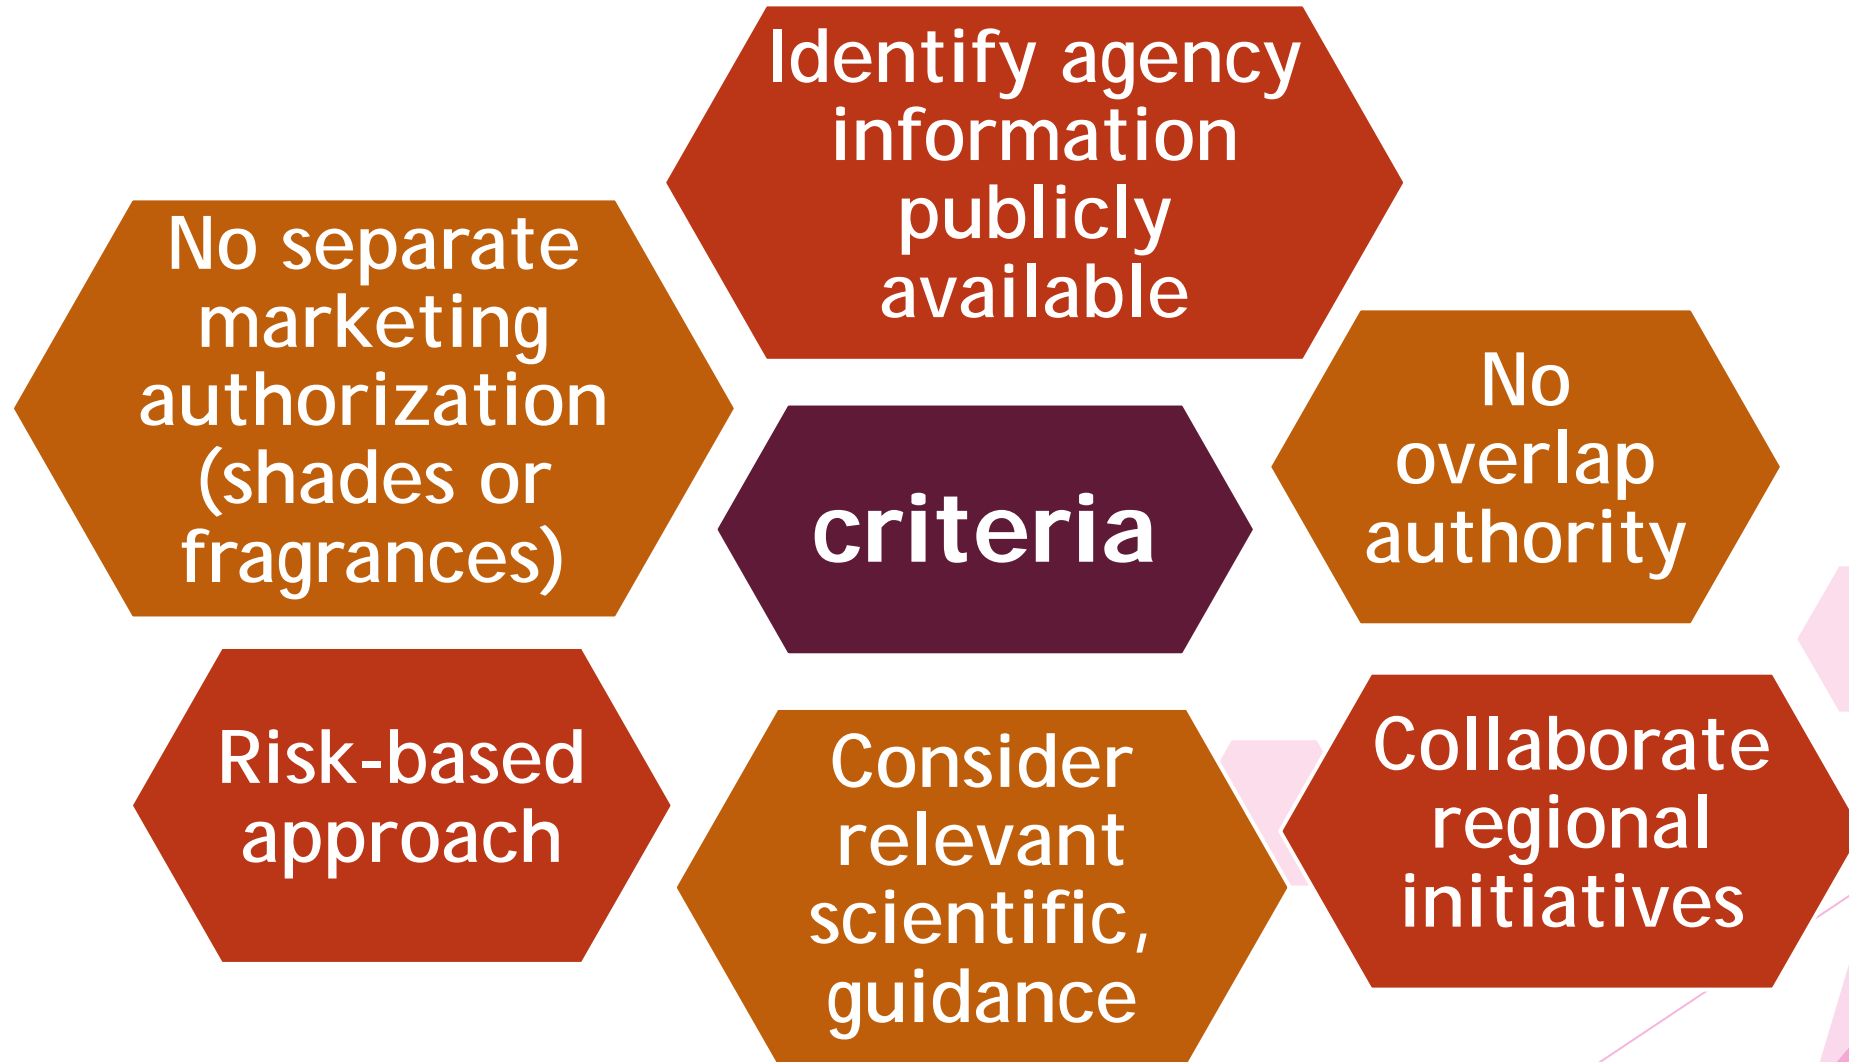 Identify agency
information
publicly
available
No separate
marketing
authorization
(shades or
fragrances)
No
overlap
authority
criteria
Risk-based
approach
Consider
relevant
scientific,
guidance
Collaborate
regional
initiatives